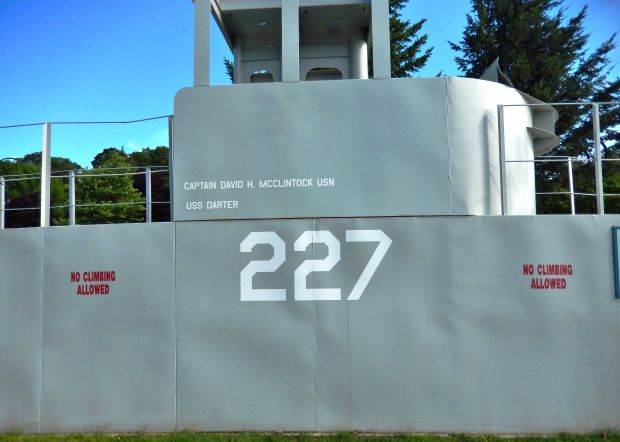 CAPTAIN DAVID H. MCCLINTOCK USN
USS DARTER
227
NO CLIMBING
ALLOWED
NO CLIMBING
ALLOWED